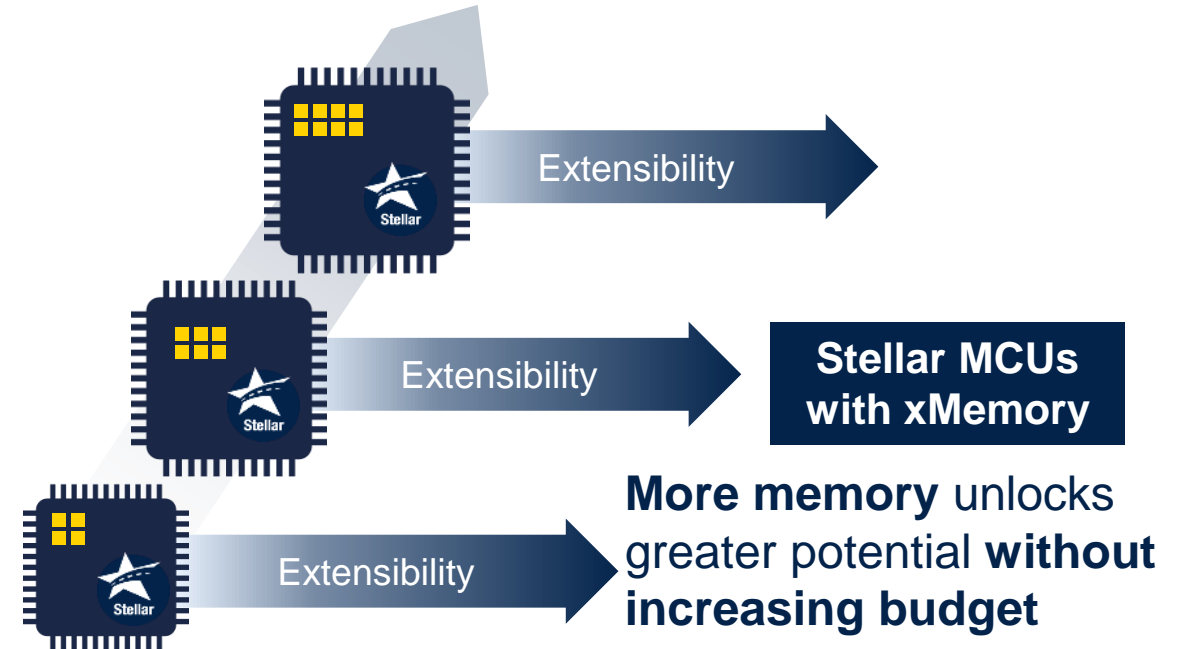 Stellar
Extensibility
Stellar
Extensibility
Stellar MCUs
with xMemory
Stellar
Extensibility
More memory unlocks
greater potential without
increasing budget